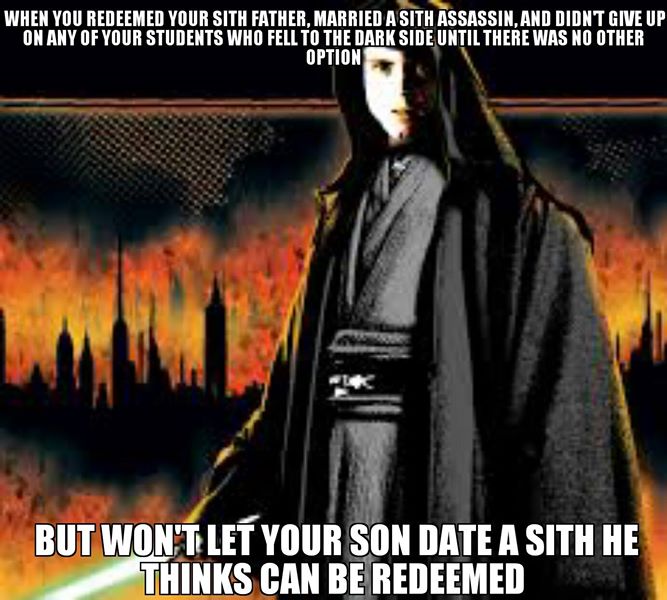 WHEN YOU REDEEMED YOUR SITH FATHER, MARRIED A SITH ASSASSIN, AND DIDN'T GIVE UP
ON ANY OF YOUR STUDENTS WHO FELL TO THE DARK SIDE UNTIL THERE WAS NO OTHER
OPTION
BUT WON'T LET YOUR SON DATE A SITH HE
THINKS CAN BE REDEEMED